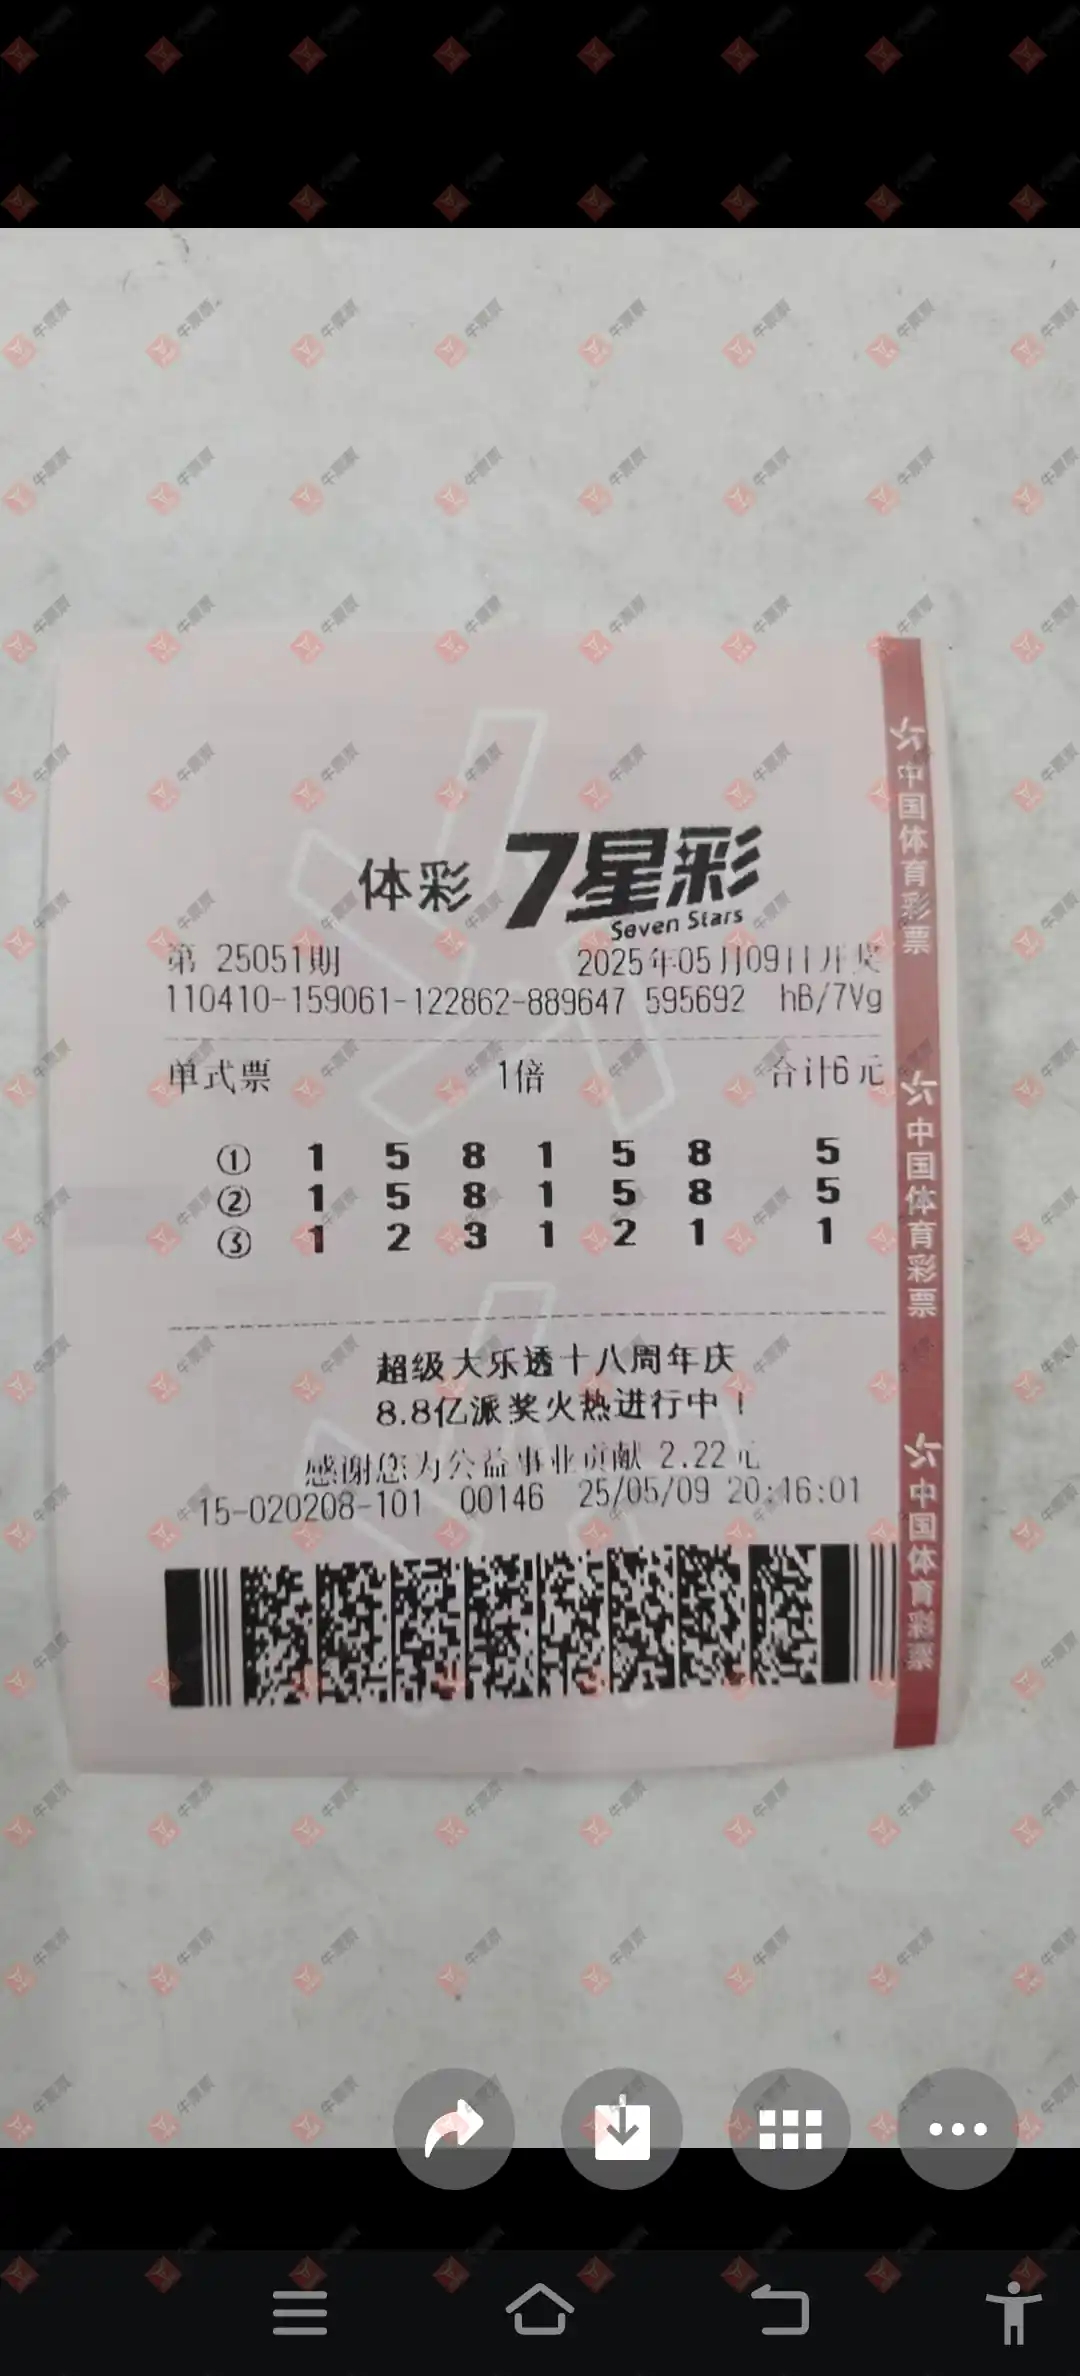 体彩 7星彩
Seven Stars
第 25051期 2025年05月09日开奖
110410-159061-122862-889647 595692 hB/7Vg
单式票 1倍 合计6元
① 1 5 8 1 5 8 5
② 1 5 8 1 5 8 5
③ 1 2 3 1 2 1 1
超级大乐透十八周年庆
8.8亿派奖火热进行中！
感谢您为公益事业贡献 2.22元
15-020208-101 00146 25/05/09 20:16:01
中国体育彩票
中国体育彩票
中国体育彩票
牛票票